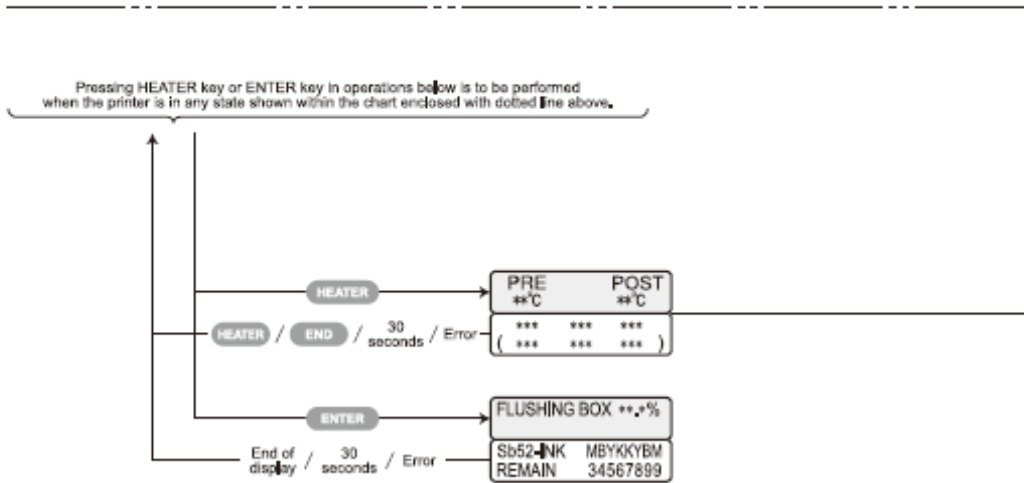 Pressing HEATER key or ENTER key in operations below is to be performed
when the printer is in any state shown within the chart enclosed with dotted line above.
HEATER
PRE POST
**°C **°C
HEATER / END / 30 seconds / Error
*** *** ***
( *** *** *** )
ENTER
FLUSHING BOX **.*%
End of display / 30 seconds / Error
Sb52-INK MBYKKYBM
REMAIN 34567899